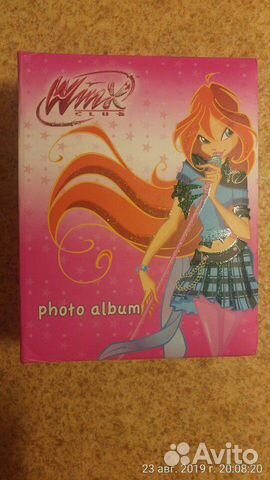 Winx
CLUB
photo album
Avito
23 авг. 2019 г. 20:08:20